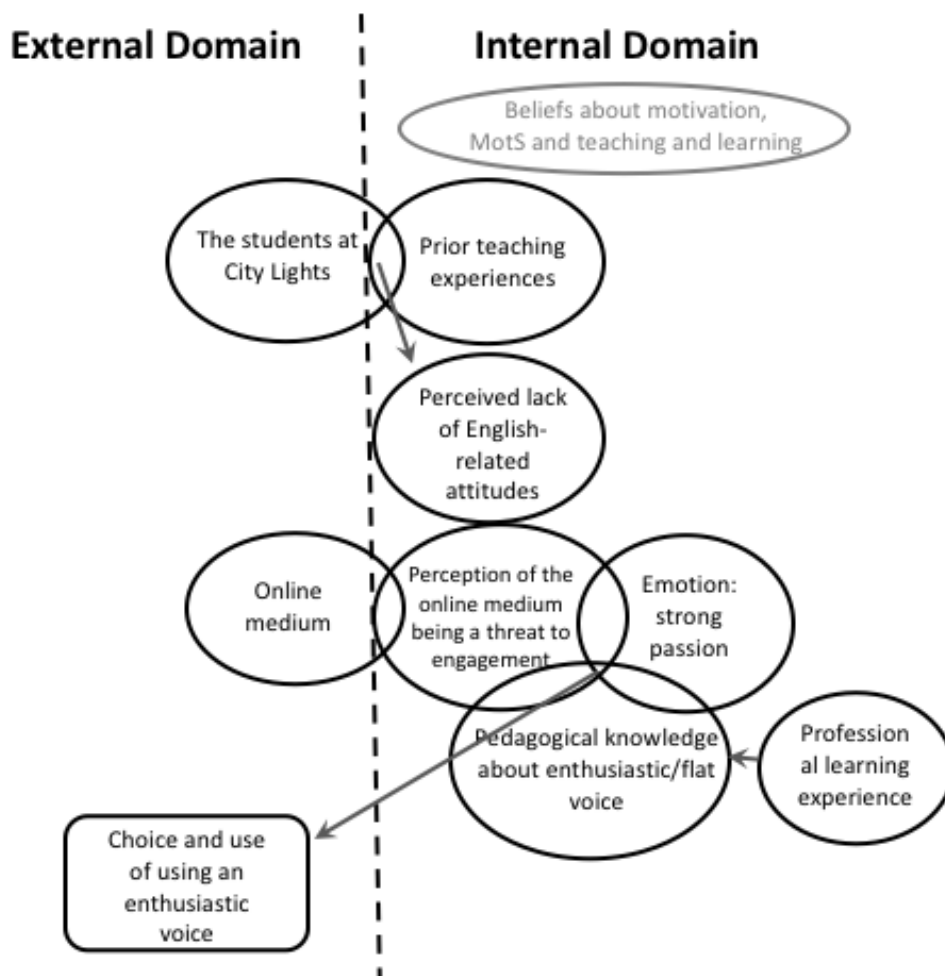 External Domain
Internal Domain
Beliefs about motivation,
MotS and teaching and learning
The students at
City Lights
Prior teaching
experiences
Perceived lack
of English-
related
attitudes
Online
medium
Perception of the
online medium
being a threat to
engagement
Emotion:
strong
passion
Pedagogical knowledge
about enthusiastic/flat
voice
Profession
al learning
experience
Choice and use
of using an
enthusiastic
voice